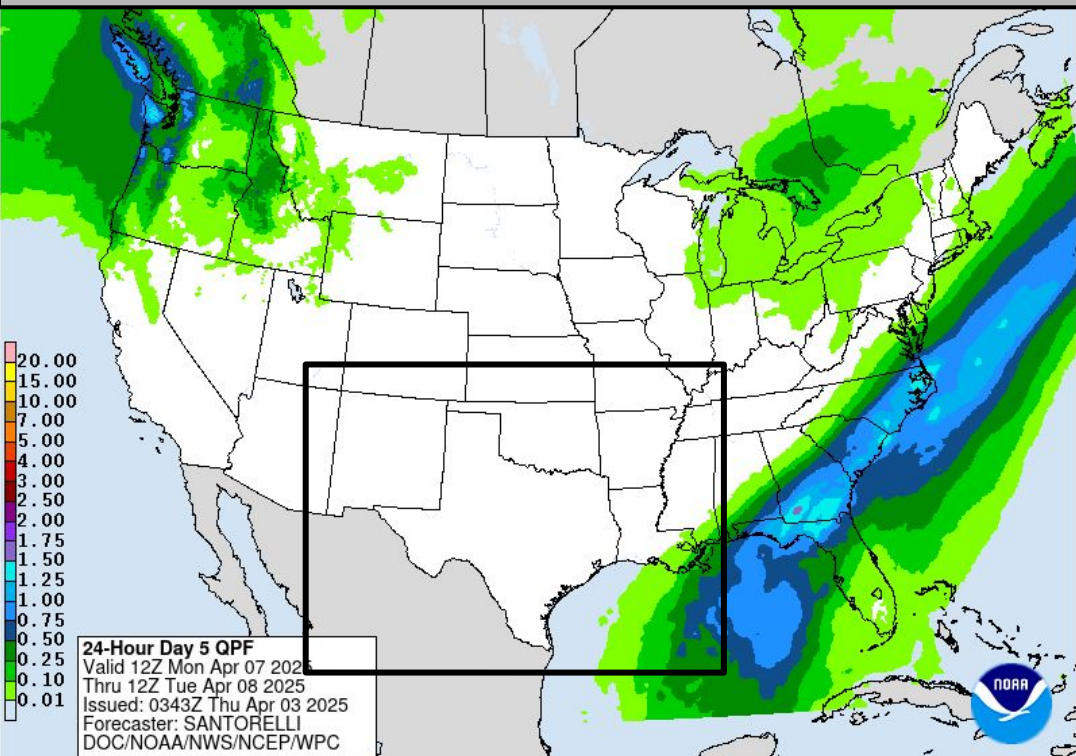 20.00
15.00
10.00
7.00
5.00
4.00
3.00
2.50
2.00
1.75
1.50
1.25
1.00
0.75
0.50
0.25
0.10
0.01
24-Hour Day 5 QPF
Valid 12Z Mon Apr 07 2025
Thru 12Z Tue Apr 08 2025
Issued: 0343Z Thu Apr 03 2025
Forecaster: SANTORELLI
DOC/NOAA/NWS/NCEP/WPC
NOAA